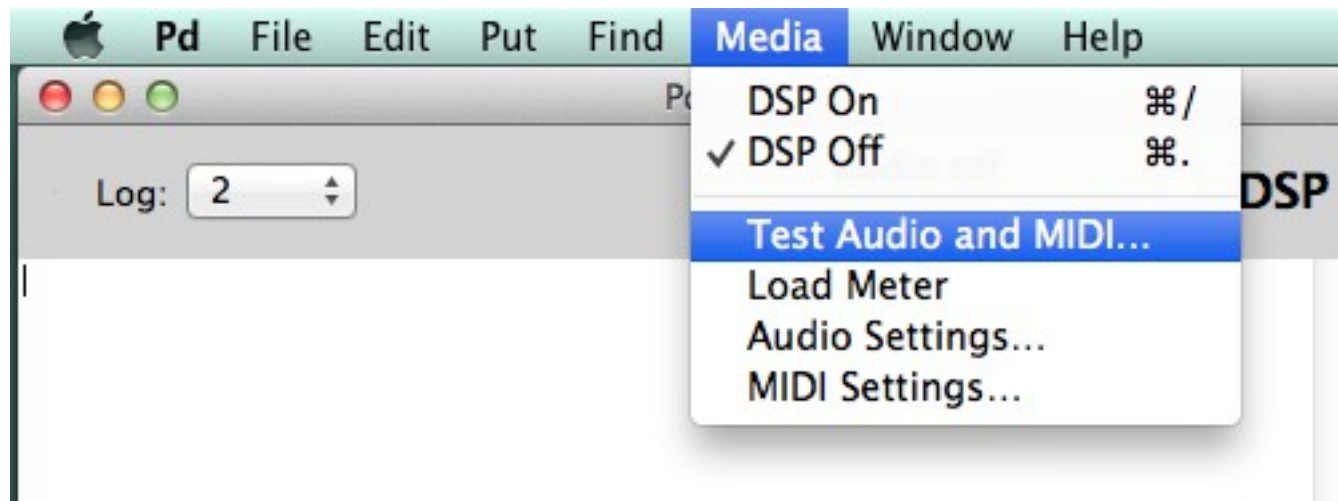 Pd File Edit Put Find Media Window Help
DSP On ⌘/
✓ DSP Off ⌘.
Log: 2
DSP
Test Audio and MIDI...
Load Meter
Audio Settings...
MIDI Settings...